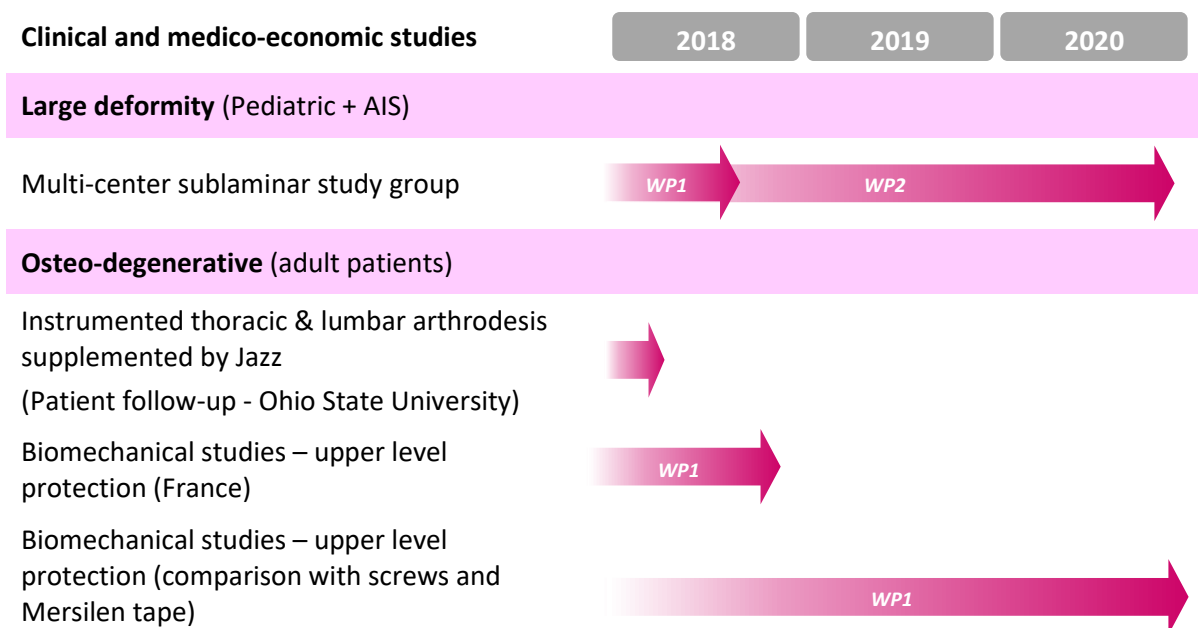 Clinical and medico-economic studies 2018 2019 2020
Large deformity (Pediatric + AIS)
Multi-center sublaminar study group WP1 WP2
Osteo-degenerative (adult patients)
Instrumented thoracic & lumbar arthrodesis
supplemented by Jazz
(Patient follow-up - Ohio State University)
Biomechanical studies – upper level
protection (France)
WP1
Biomechanical studies – upper level
protection (comparison with screws and
Mersilen tape)
WP1